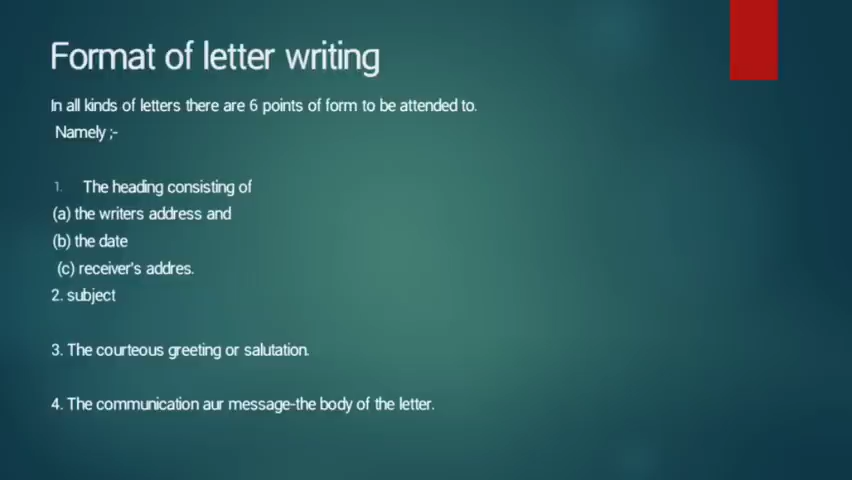 Format of letter writing
In all kinds of letters there are 6 points of form to be attended to.
Namely ;-
1. The heading consisting of
(a) the writers address and
(b) the date
(c) receiver's addres.
2. subject
3. The courteous greeting or salutation.
4. The communication aur message-the body of the letter.